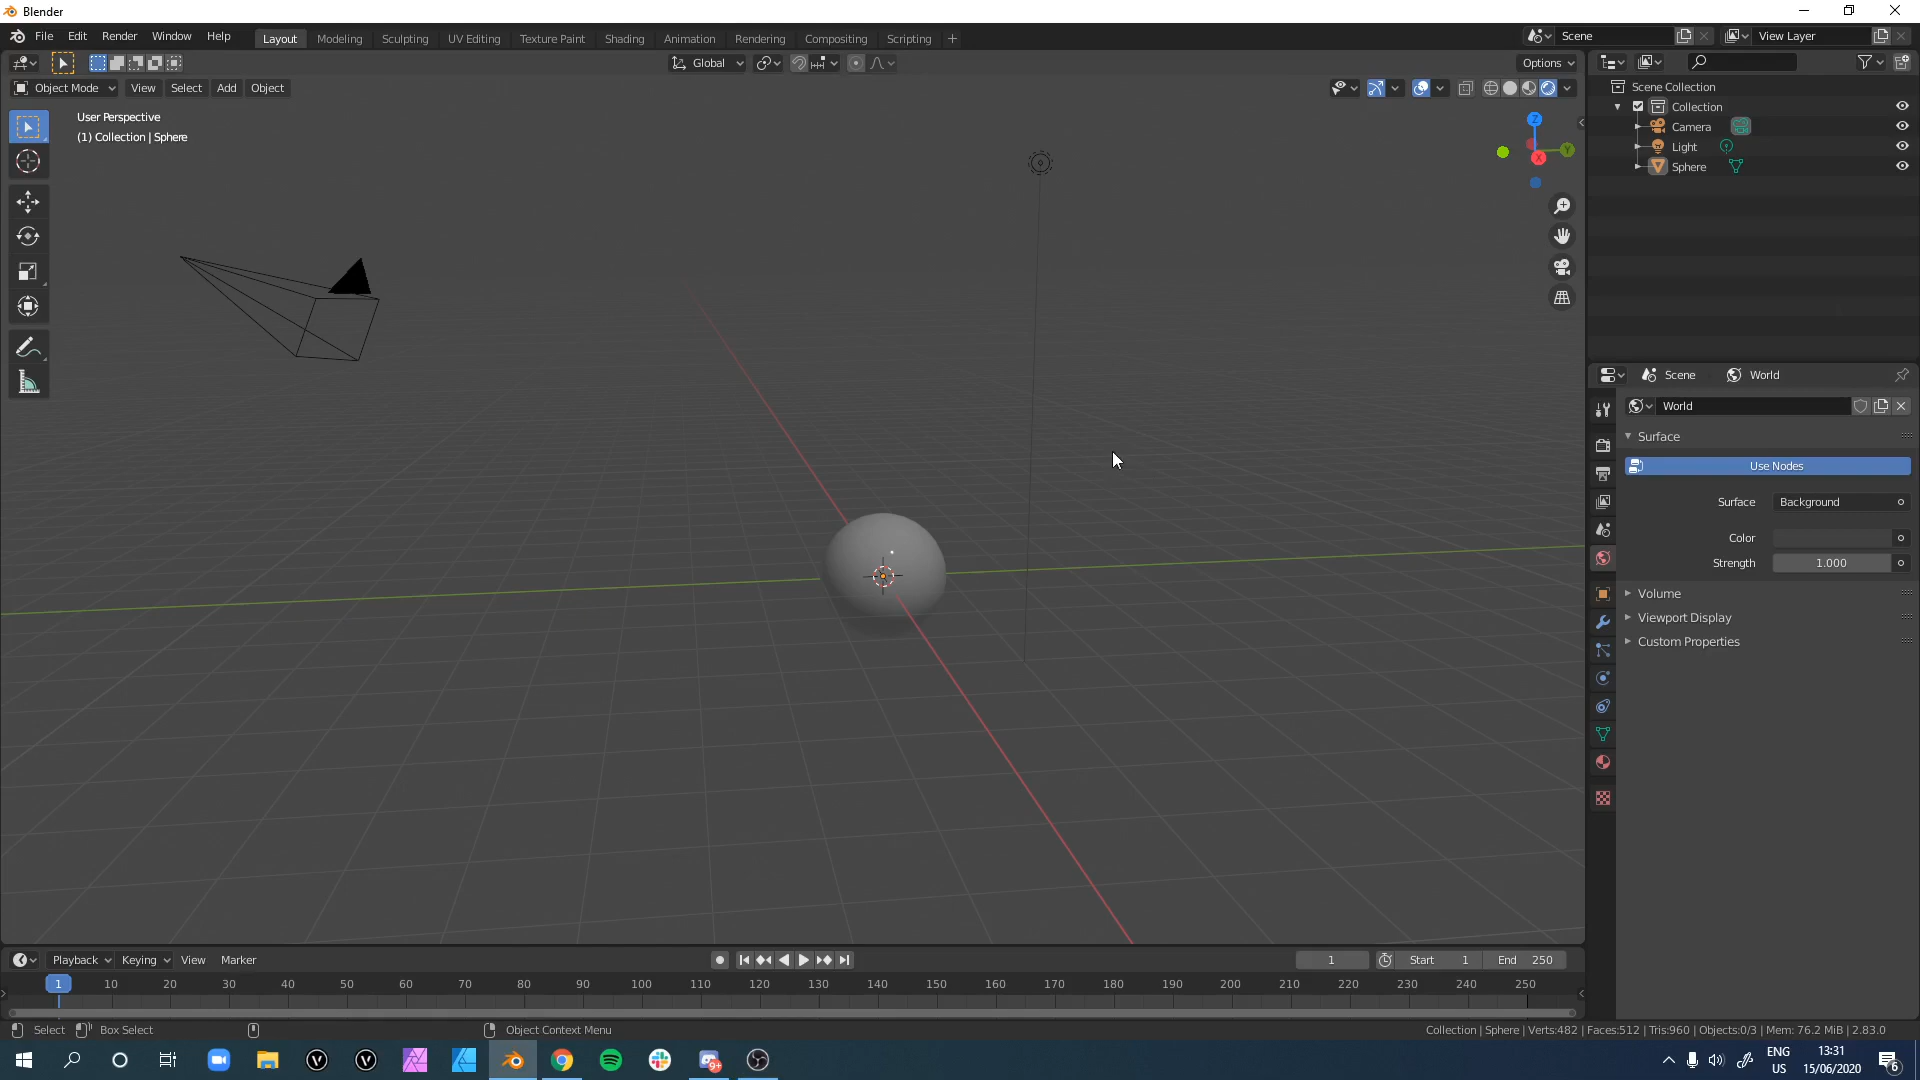 Blender
File Edit Render Window Help Layout Modeling Sculpting UV Editing Texture Paint Shading Animation Rendering Compositing Scripting + Scene View Layer
Global Options
Object Mode View Select Add Object
User Perspective
(1) Collection | Sphere
Z
Y
X
Scene Collection
Collection
Camera
Light
Sphere
Scene World
World
Surface
Use Nodes
Surface Background
Color
Strength 1.000
Volume
Viewport Display
Custom Properties
Playback Keying View Marker 1 Start 1 End 250
1 10 20 30 40 50 60 70 80 90 100 110 120 130 140 150 160 170 180 190 200 210 220 230 240 250
Select Box Select Object Context Menu Collection | Sphere | Verts:482 | Faces:512 | Tris:960 | Objects:0/3 | Mem: 76.2 MiB | 2.83.0
9+
ENG
US
13:31
15/06/2020
6